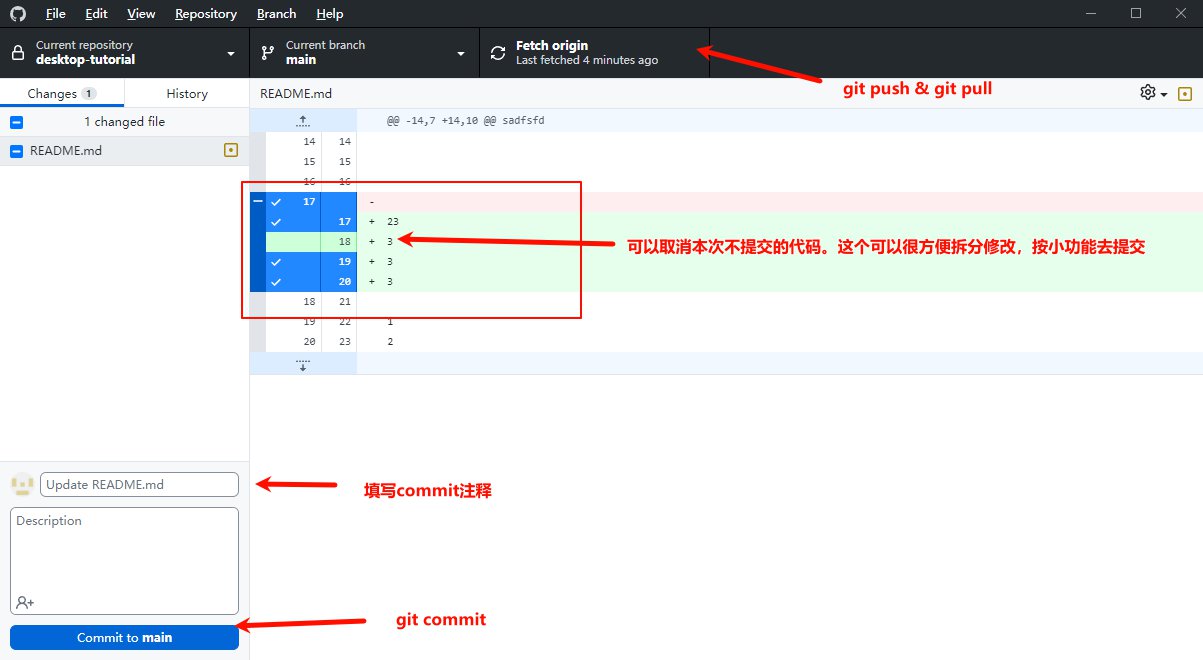 File Edit View Repository Branch Help
Current repository
desktop-tutorial
Current branch
main
Fetch origin
Last fetched 4 minutes ago
git push & git pull
Changes 1 History
README.md
1 changed file
@@ -14,7 +14,10 @@ sadfsfd
README.md
14 14
15 15
16 16
17 -
17 + 23
18 + 3
可以取消本次不提交的代码。这个可以很方便拆分修改，按小功能去提交
19 + 3
20 + 3
18 21
19 22 1
20 23 2
Update README.md
填写commit注释
Description
git commit
Commit to main